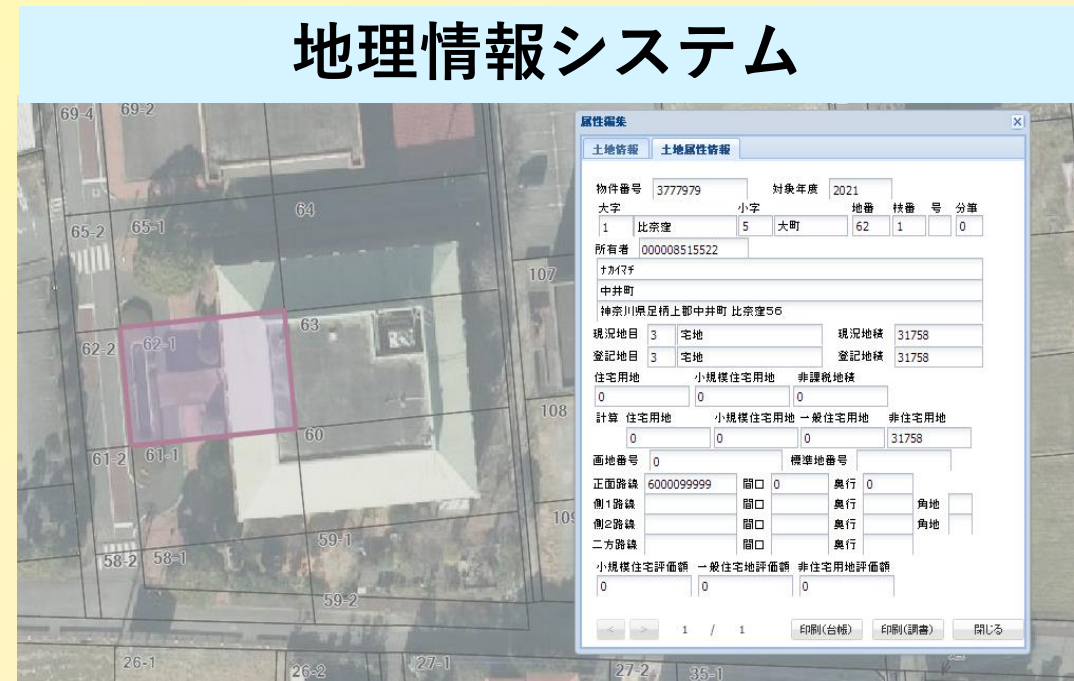 地理情報システム
69-4
69-2
64
65-2
65-1
107
63
62-2
62-1
108
60
61-2
61-1
109
59-1
58-2
58-1
59-2
26-1
26-2
27-1
27-2
35-1
属性編集
土地情報 土地属性情報
物件番号 3777979 対象年度 2021
大字 小字 地番 枝番 号 分筆
1 比奈窪 5 大町 62 1 0
所有者 000008515522
ナカイマチ
中井町
神奈川県足柄上郡中井町 比奈窪56
現況地目 3 宅地 現況地積 31758
登記地目 3 宅地 登記地積 31758
住宅用地 小規模住宅用地 非課税地積
0 0 0
計算 住宅用地 小規模住宅用地 一般住宅用地 非住宅用地
0 0 0 31758
画地番号 0 標準地番号
正面路線 6000099999 間口 0 奥行 0
側1路線 間口 奥行 角地
側2路線 間口 奥行 角地
二方路線 間口 奥行
小規模住宅評価額 一般住宅地評価額 非住宅用地評価額
0 0 0
< > 1 / 1 印刷(台帳) 印刷(調書) 閉じる